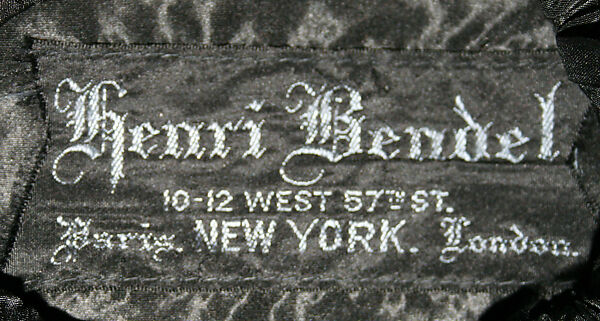 Henri Bendel
10-12 WEST 57TH ST.
Paris. NEW YORK. London.